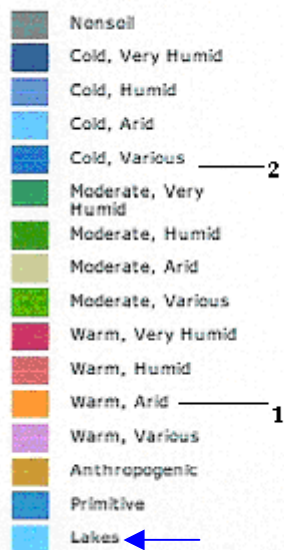 Nonsoil
Cold, Very Humid
Cold, Humid
Cold, Arid
Cold, Various
2
Moderate, Very
Humid
Moderate, Humid
Moderate, Arid
Moderate, Various
Warm, Very Humid
Warm, Humid
Warm, Arid
1
Warm, Various
Anthropogenic
Primitive
Lakes